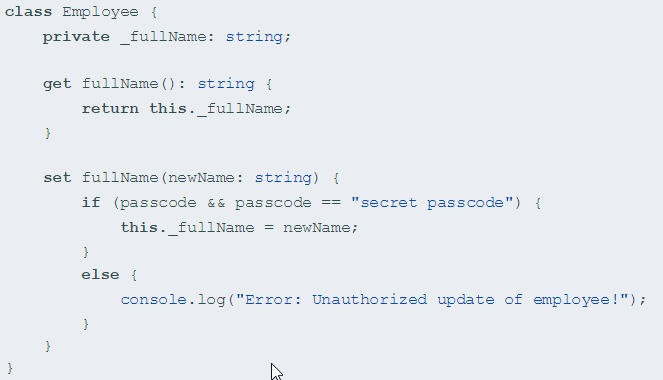 class Employee {
    private _fullName: string;

    get fullName(): string {
        return this._fullName;
    }

    set fullName(newName: string) {
        if (passcode && passcode == "secret passcode") {
            this._fullName = newName;
        }
        else {
            console.log("Error: Unauthorized update of employee!");
        }
    }
}